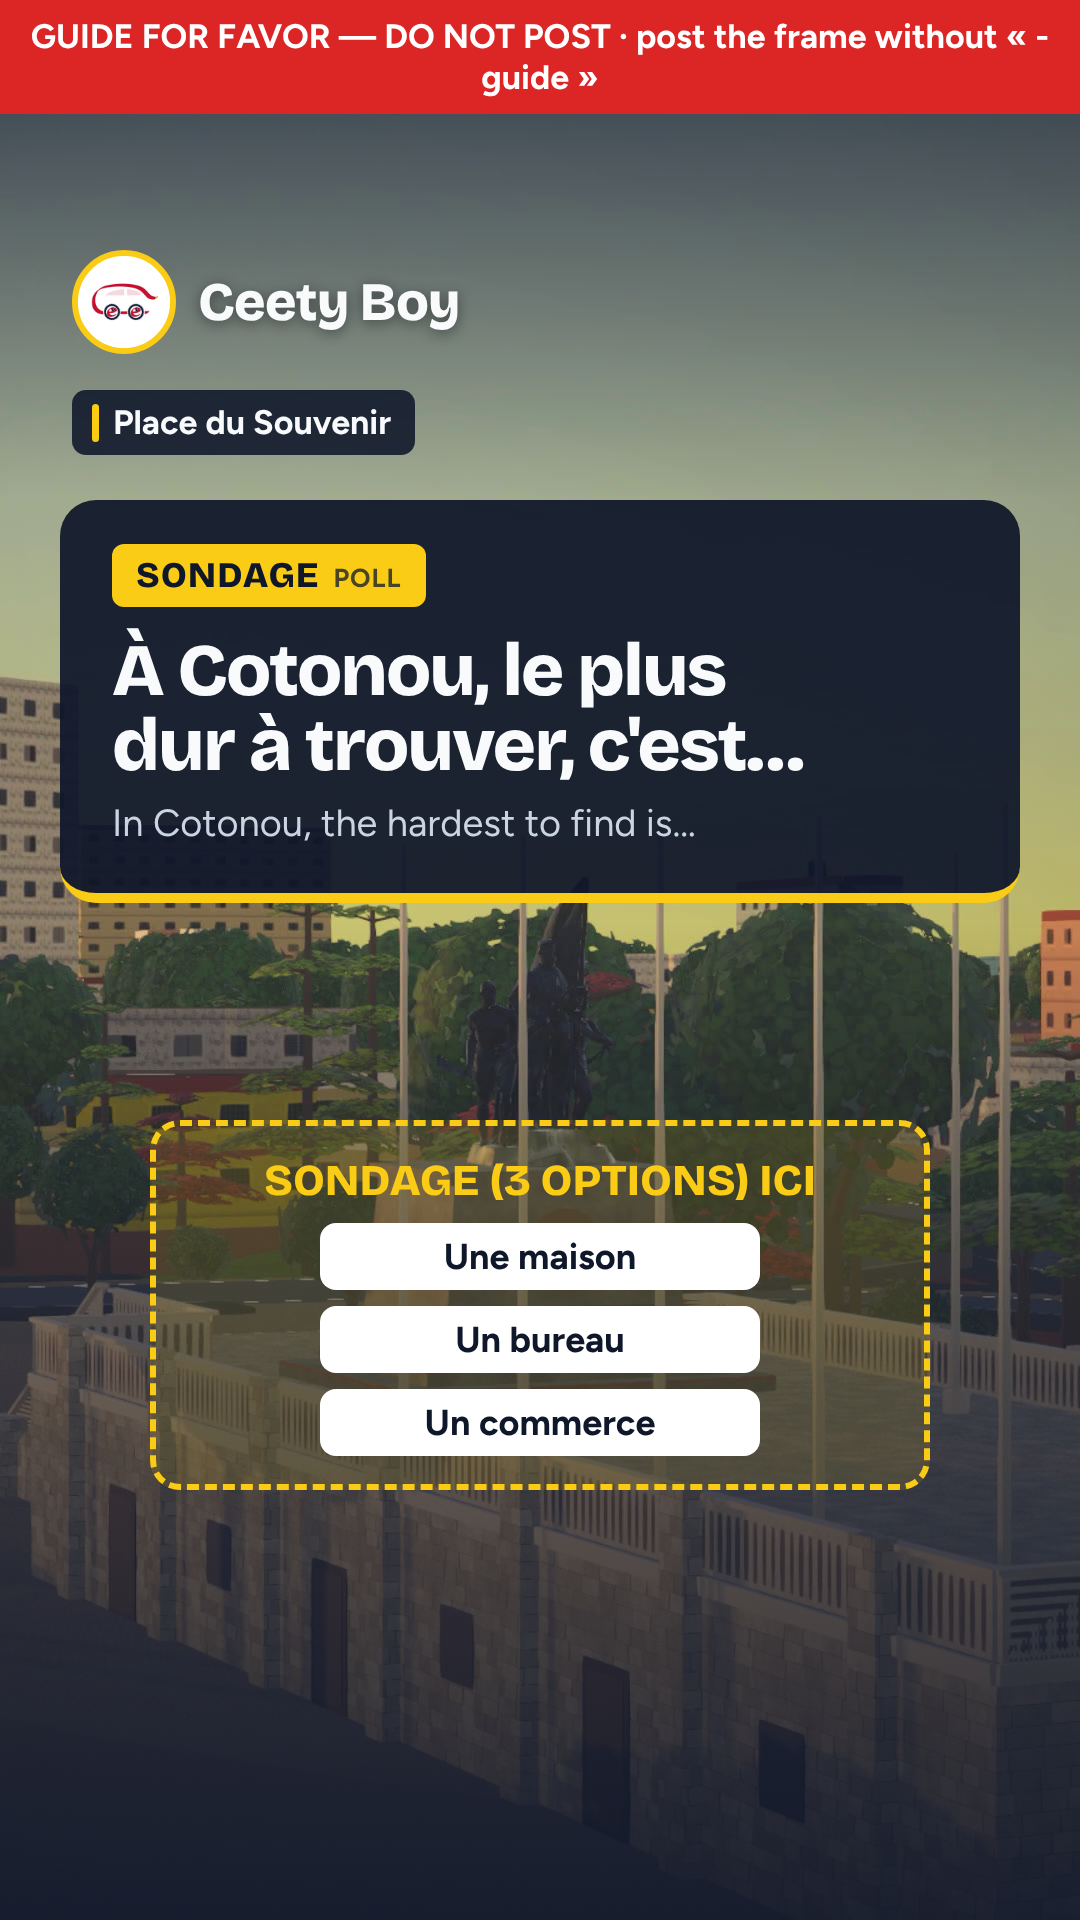 GUIDE FOR FAVOR — DO NOT POST · post the frame without « -
guide »
Ceety Boy
Place du Souvenir
SONDAGE POLL
À Cotonou, le plus
dur à trouver, c'est...
In Cotonou, the hardest to find is...
SONDAGE (3 OPTIONS) ICI
Une maison
Un bureau
Un commerce